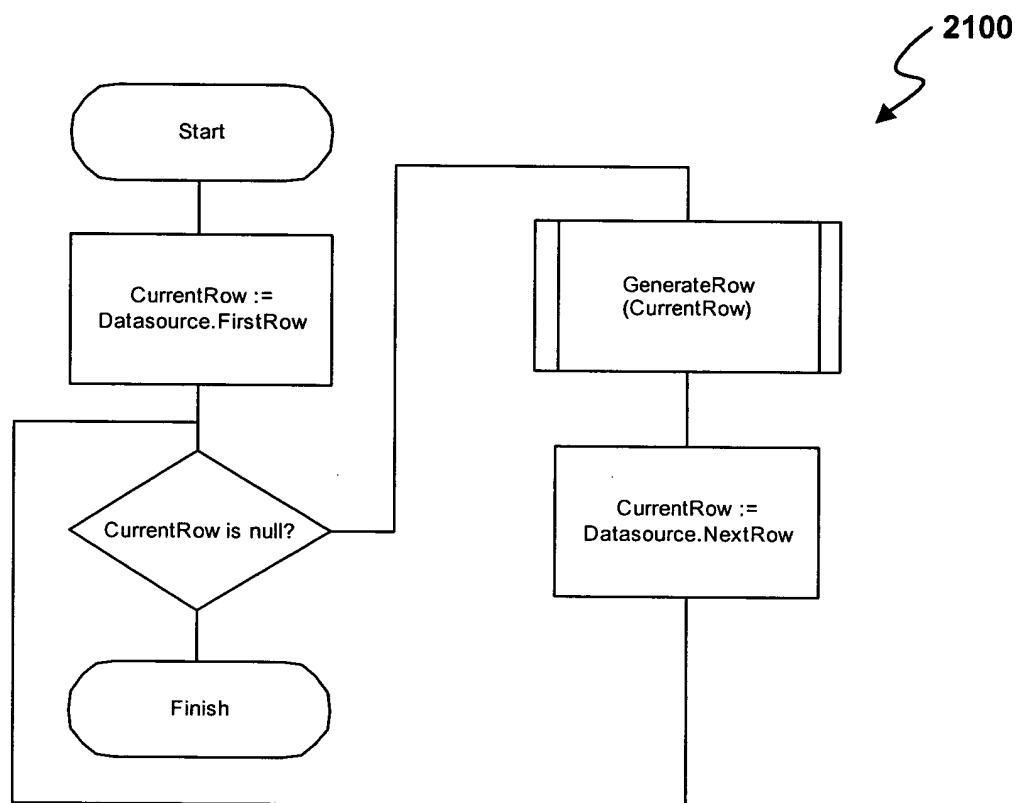 2100
Start
CurrentRow :=
Datasource.FirstRow
CurrentRow is null?
Finish
GenerateRow
(CurrentRow)
CurrentRow :=
Datasource.NextRow